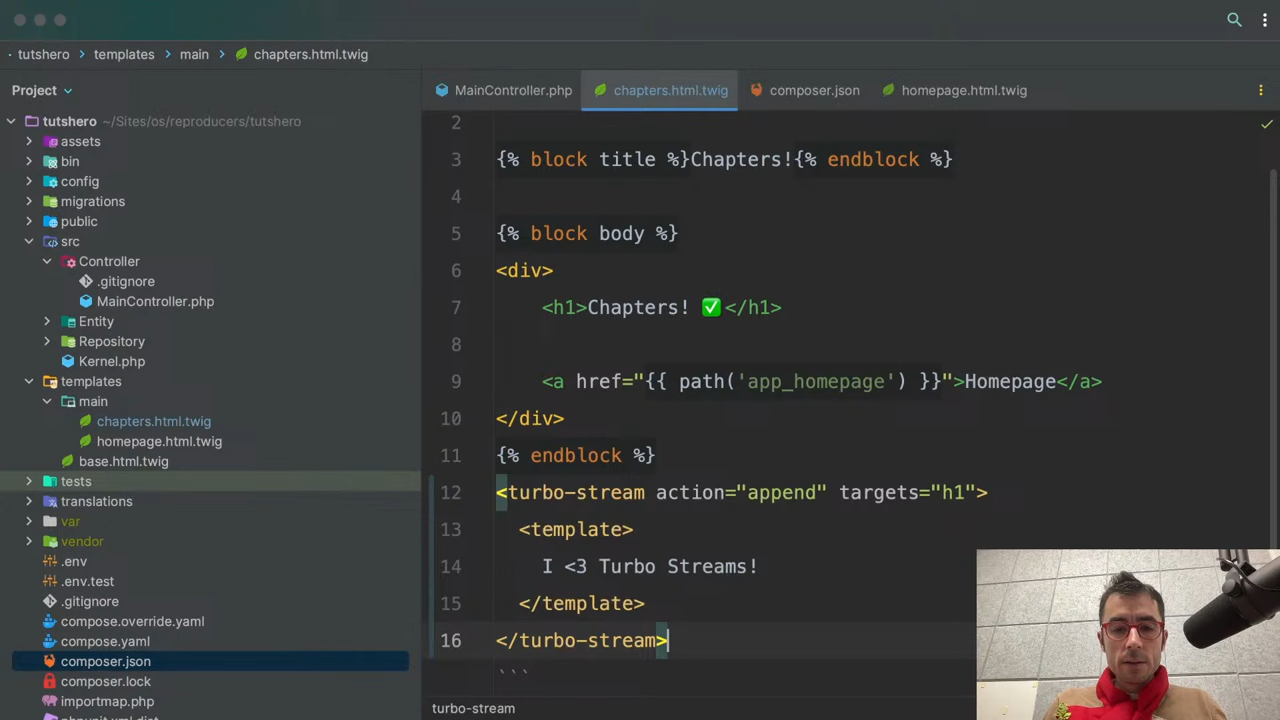 tutshero
templates
main
chapters.html.twig
Project
MainController.php
chapters.html.twig
composer.json
homepage.html.twig
tutshero ~/Sites/os/reproducers/tutshero
assets
bin
config
migrations
public
src
Controller
.gitignore
MainController.php
Entity
Repository
Kernel.php
templates
main
chapters.html.twig
homepage.html.twig
base.html.twig
tests
translations
var
vendor
.env
.env.test
.gitignore
compose.override.yaml
compose.yaml
composer.json
composer.lock
importmap.php
phpunit.xml.dist
2
3 {% block title %}Chapters!{% endblock %}
4
5 {% block body %}
6 <div>
7 <h1>Chapters! ✅</h1>
8
9 <a href="{{ path('app_homepage') }}">Homepage</a>
10 </div>
11 {% endblock %}
12 <turbo-stream action="append" targets="h1">
13 <template>
14 I <3 Turbo Streams!
15 </template>
16 </turbo-stream>
```
turbo-stream